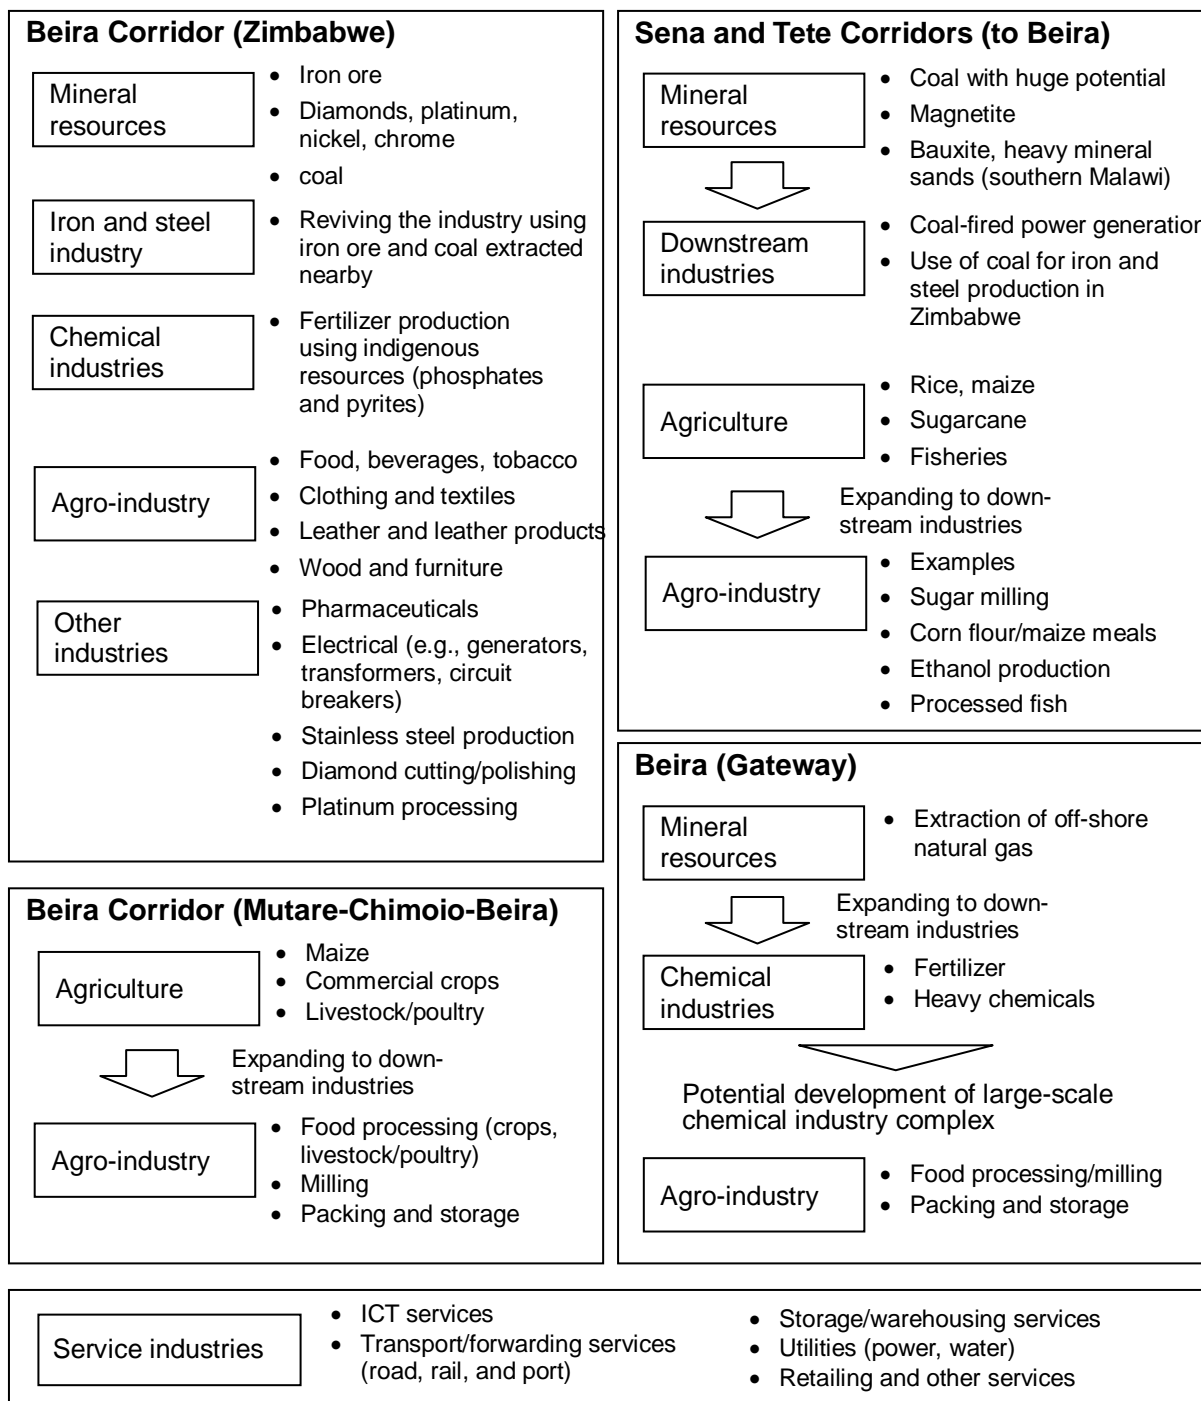 Beira Corridor (Zimbabwe)
Mineral
resources
• Iron ore
• Diamonds, platinum,
nickel, chrome
• coal
Iron and steel
industry
• Reviving the industry using
iron ore and coal extracted
nearby
Chemical
industries
• Fertilizer production
using indigenous
resources (phosphates
and pyrites)
Agro-industry
• Food, beverages, tobacco
• Clothing and textiles
• Leather and leather products
• Wood and furniture
Other
industries
• Pharmaceuticals
• Electrical (e.g., generators,
transformers, circuit
breakers)
• Stainless steel production
• Diamond cutting/polishing
• Platinum processing
Beira Corridor (Mutare-Chimoio-Beira)
Agriculture
• Maize
• Commercial crops
• Livestock/poultry
Expanding to down-
stream industries
Agro-industry
• Food processing (crops,
livestock/poultry)
• Milling
• Packing and storage
Sena and Tete Corridors (to Beira)
Mineral
resources
• Coal with huge potential
• Magnetite
• Bauxite, heavy mineral
sands (southern Malawi)
Downstream
industries
• Coal-fired power generation
• Use of coal for iron and
steel production in
Zimbabwe
Agriculture
• Rice, maize
• Sugarcane
• Fisheries
Expanding to down-
stream industries
Agro-industry
• Examples
• Sugar milling
• Corn flour/maize meals
• Ethanol production
• Processed fish
Beira (Gateway)
Mineral
resources
• Extraction of off-shore
natural gas
Expanding to down-
stream industries
Chemical
industries
• Fertilizer
• Heavy chemicals
Potential development of large-scale
chemical industry complex
Agro-industry
• Food processing/milling
• Packing and storage
Service industries
• ICT services
• Transport/forwarding services
(road, rail, and port)
• Storage/warehousing services
• Utilities (power, water)
• Retailing and other services